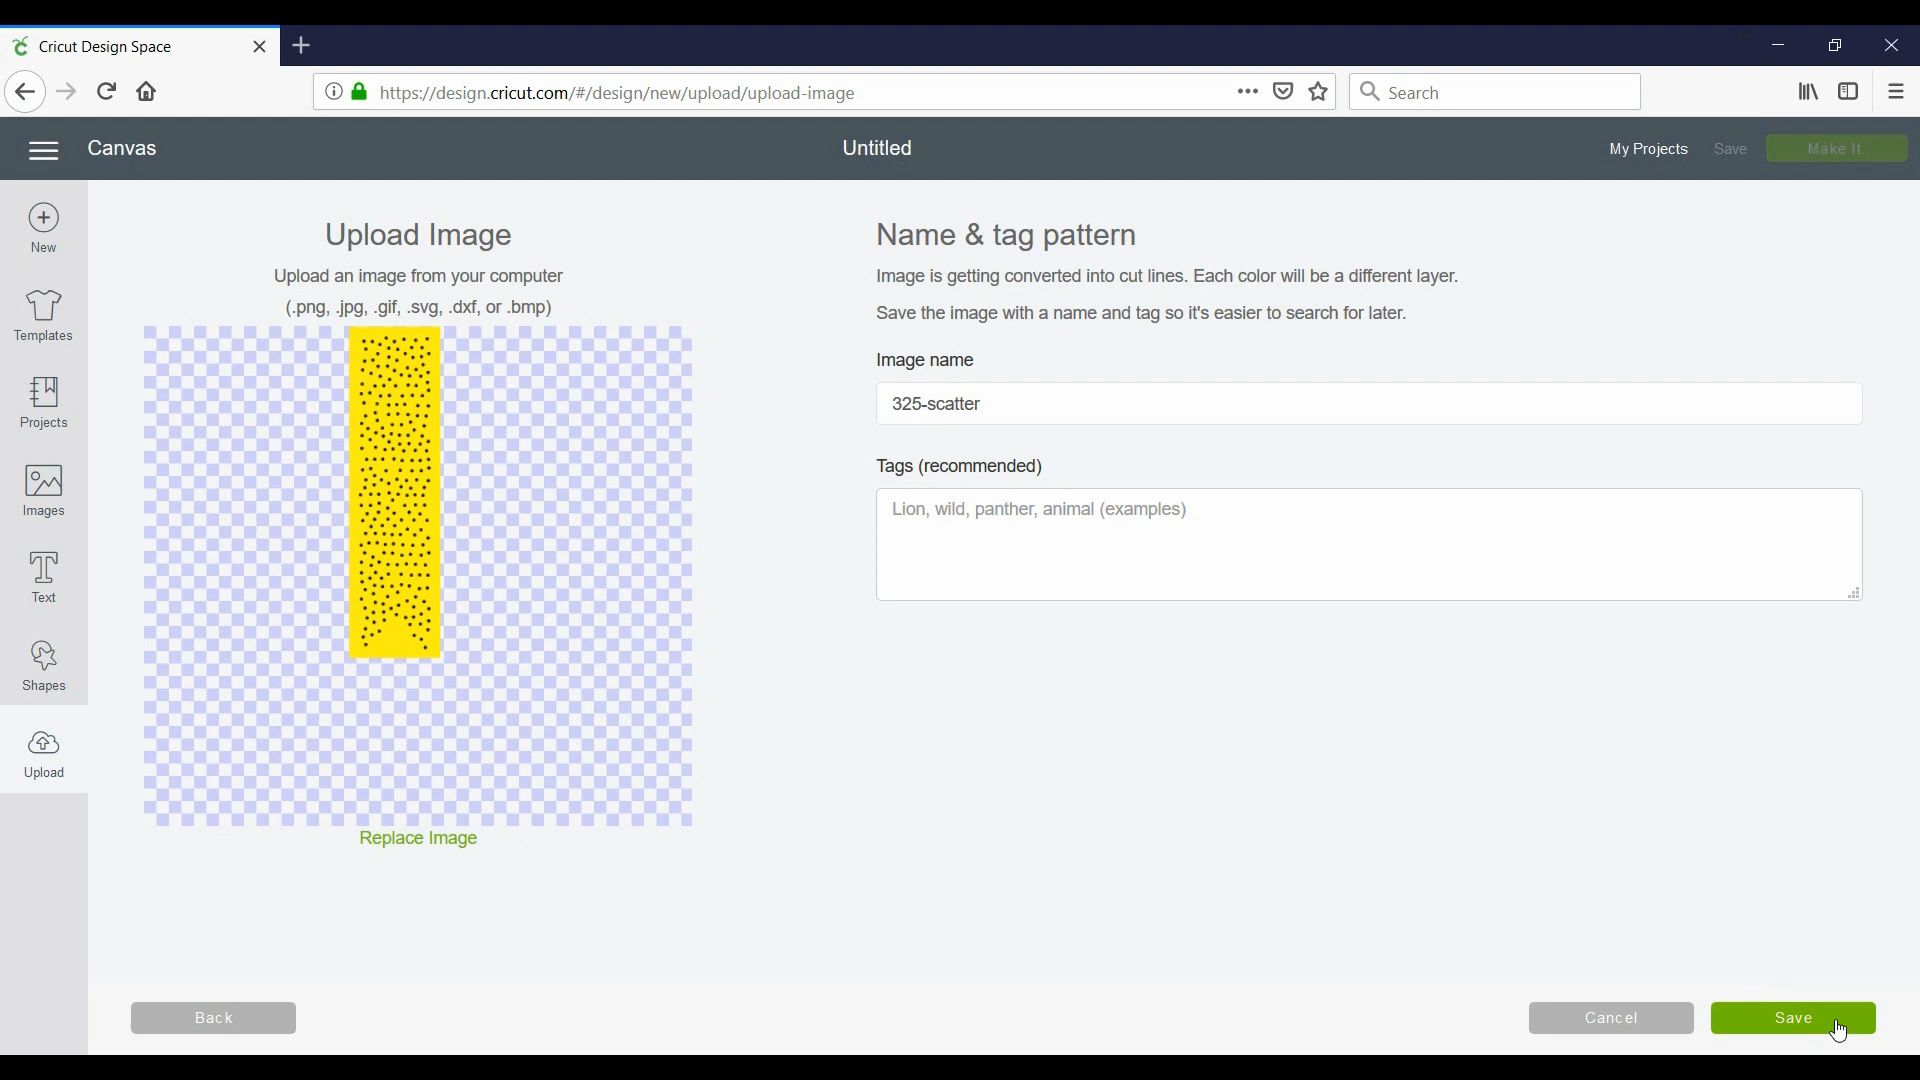 Cricut Design Space
https://design.cricut.com/#/design/new/upload/upload-image
Search
Canvas
Untitled
My Projects
Save
Make It
New
Templates
Projects
Images
Text
Shapes
Upload
Upload Image
Upload an image from your computer
(.png, .jpg, .gif, .svg, .dxf, or .bmp)
Replace Image
Name & tag pattern
Image is getting converted into cut lines. Each color will be a different layer.
Save the image with a name and tag so it's easier to search for later.
Image name
325-scatter
Tags (recommended)
Lion, wild, panther, animal (examples)
Back
Cancel
Save